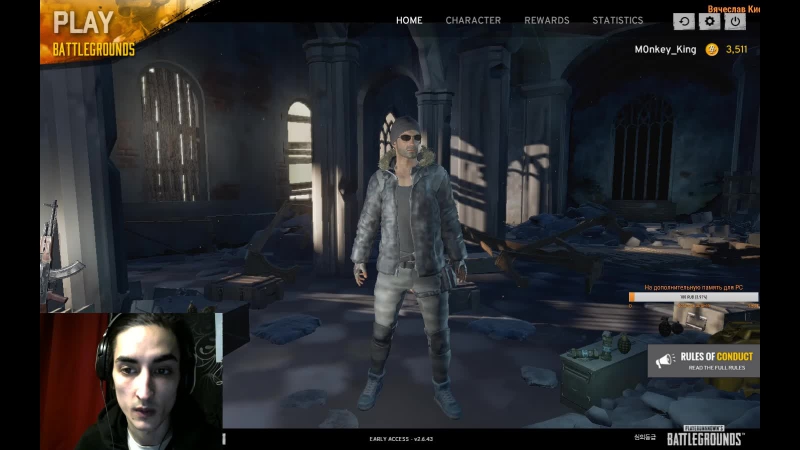 Вячеслав Кис
PLAY
BATTLEGROUNDS
HOME
CHARACTER
REWARDS
STATISTICS
M0nkey_King
3,511
На дополнительную память для PC
RULES OF CONDUCT
READ THE FULL RULES
EARLY ACCESS - v2.6.43
PLAYERUNKNOWN'S
BATTLEGROUNDS